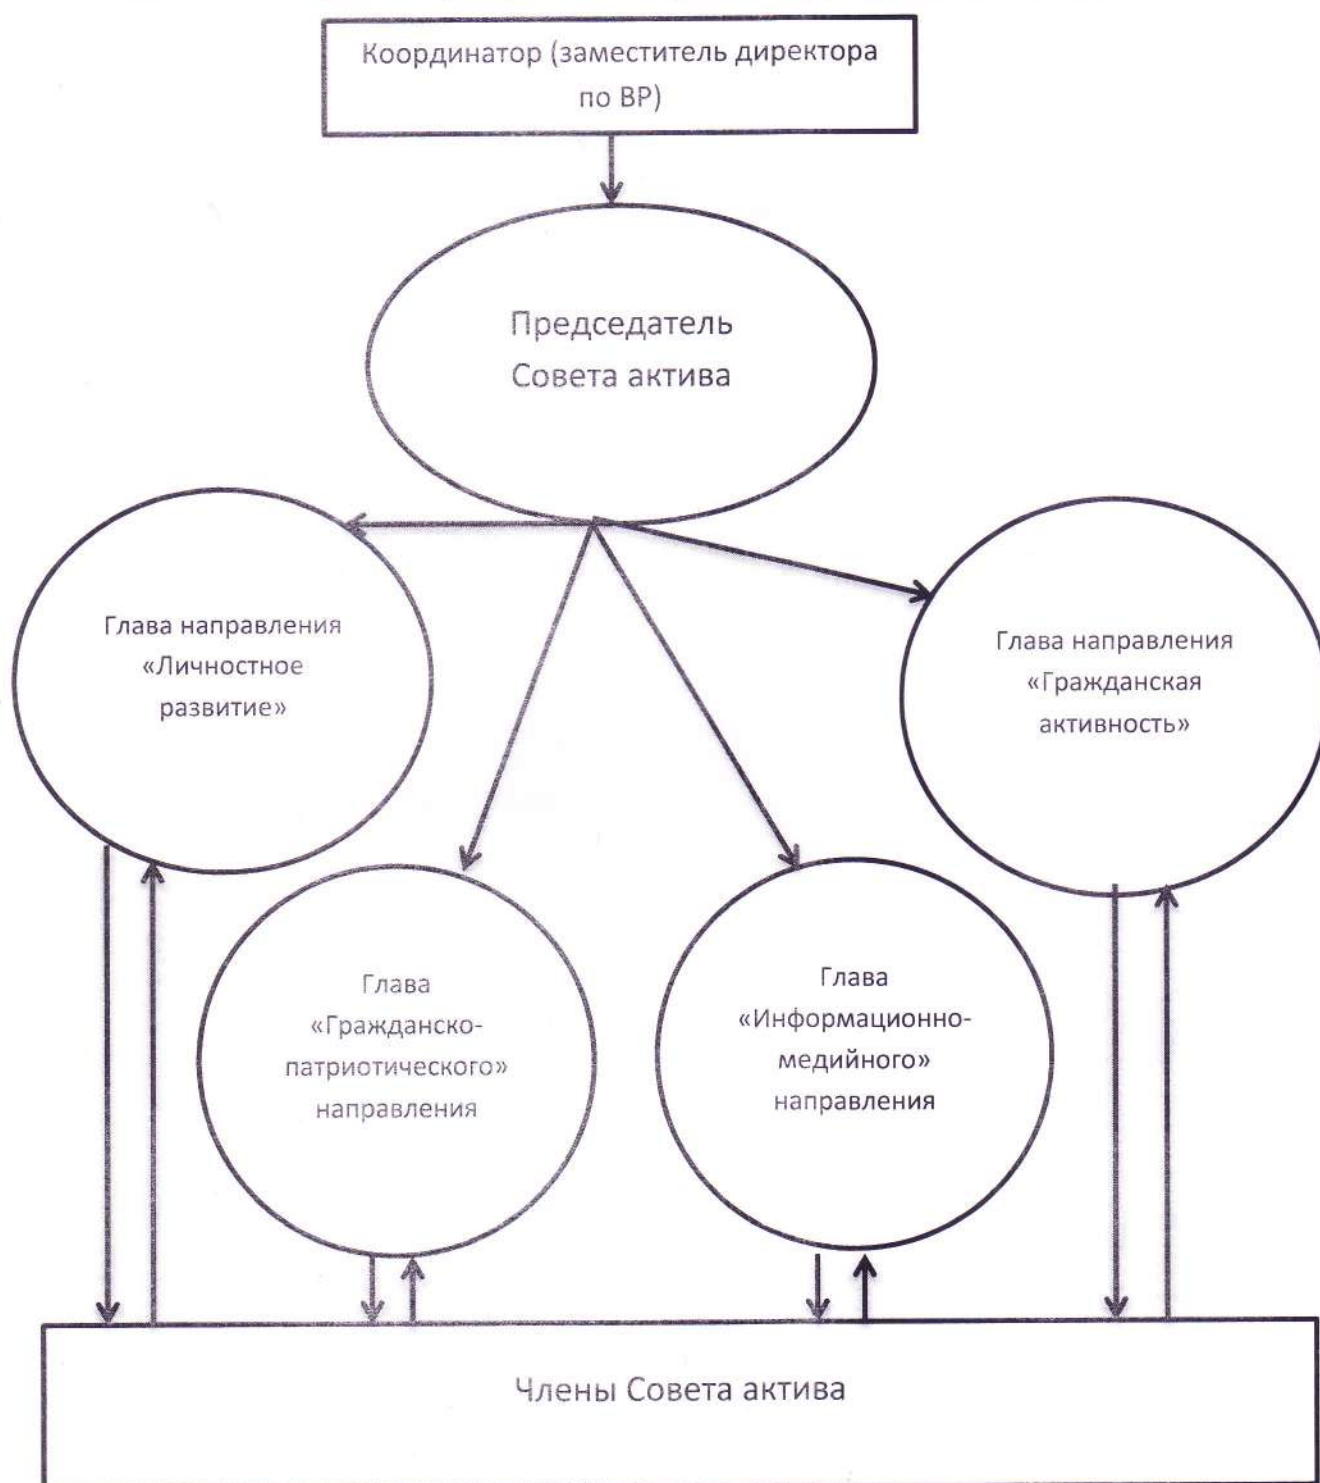 Координатор (заместитель директора
по ВР)
Председатель
Совета актива
Глава направления
«Личностное
развитие»
Глава направления
«Гражданская
активность»
Глава
«Гражданско-
патриотического»
направления
Глава
«Информационно-
медийного»
направления
Члены Совета актива